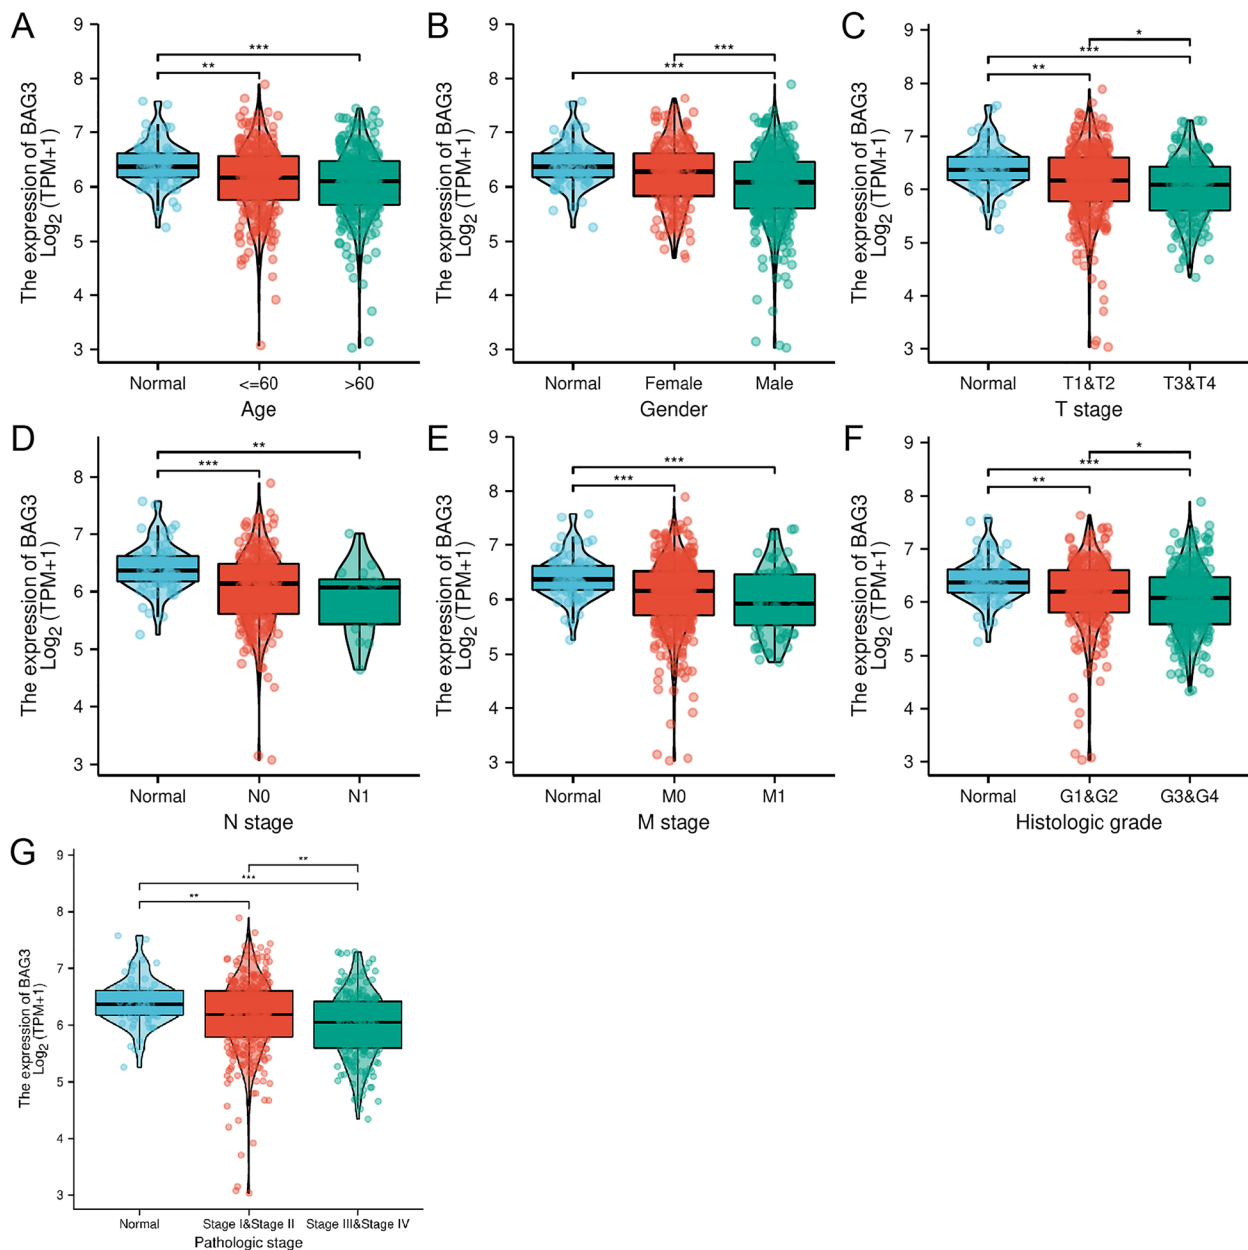 A
The expression of BAG3
Log2 (TPM+1)
9
8
7
6
5
4
3
***
**
Normal
<=60
>60
Age
B
The expression of BAG3
Log2 (TPM+1)
9
8
7
6
5
4
3
***
***
Normal
Female
Male
Gender
C
The expression of BAG3
Log2 (TPM+1)
9
8
7
6
5
4
3
*
***
**
Normal
T1&T2
T3&T4
T stage
D
The expression of BAG3
Log2 (TPM+1)
8
7
6
5
4
3
**
***
Normal
N0
N1
N stage
E
The expression of BAG3
Log2 (TPM+1)
9
8
7
6
5
4
3
***
***
Normal
M0
M1
M stage
F
The expression of BAG3
Log2 (TPM+1)
9
8
7
6
5
4
3
*
***
**
Normal
G1&G2
G3&G4
Histologic grade
G
The expression of BAG3
Log2 (TPM+1)
9
8
7
6
5
4
3
**
***
**
Normal
Stage I&Stage II
Stage III&Stage IV
Pathologic stage